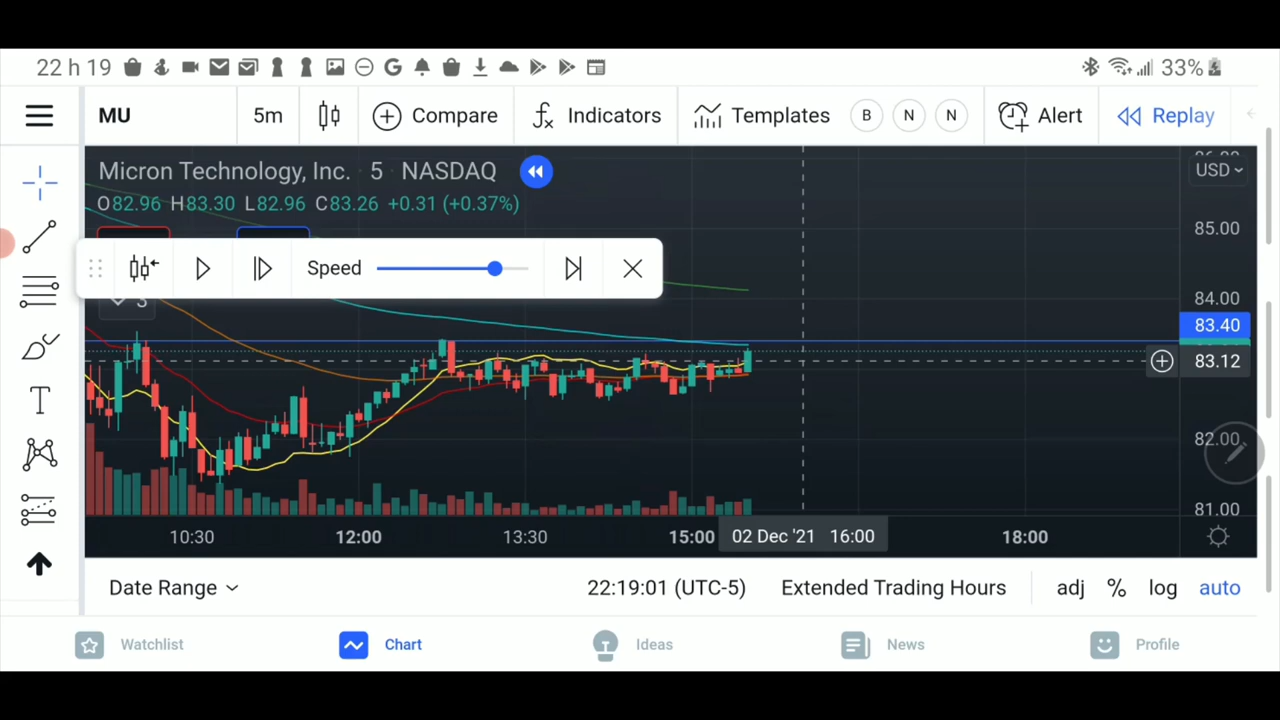 22 h 19 33%
MU 5m Compare Indicators Templates B N N Alert Replay
Micron Technology, Inc. · 5 · NASDAQ
USD
O82.96 H83.30 L82.96 C83.26 +0.31 (+0.37%)
85.00
Speed
84.00
3
83.40
83.12
82.00
81.00
10:30 12:00 13:30 15:00 02 Dec '21 16:00 18:00
Date Range 22:19:01 (UTC-5) Extended Trading Hours adj % log auto
Watchlist Chart Ideas News Profile